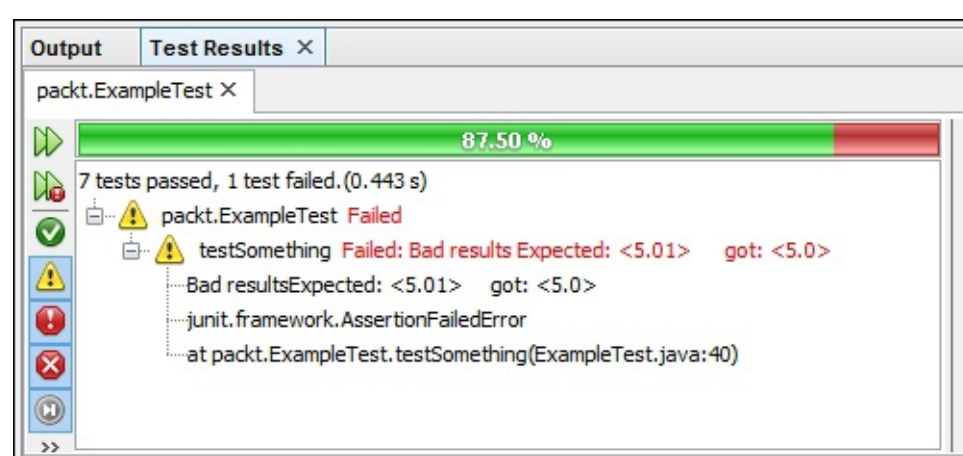 Output Test Results ×
packt.ExampleTest ×
87.50 %
7 tests passed, 1 test failed.(0.443 s)
packt.ExampleTest Failed
testSomething Failed: Bad results Expected: <5.01> got: <5.0>
Bad resultsExpected: <5.01> got: <5.0>
junit.framework.AssertionFailedError
at packt.ExampleTest.testSomething(ExampleTest.java:40)
>>